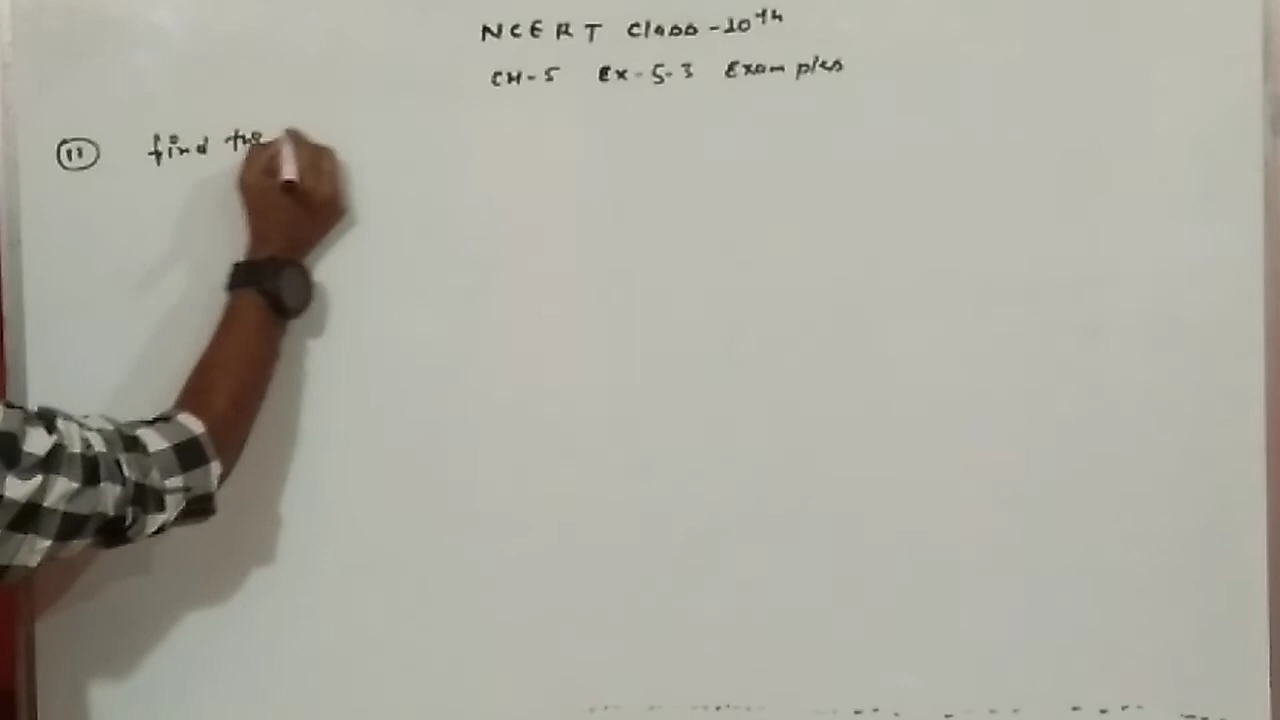 NCERT Class-10th
CH-5 Ex-5.3 Examples
11 find the